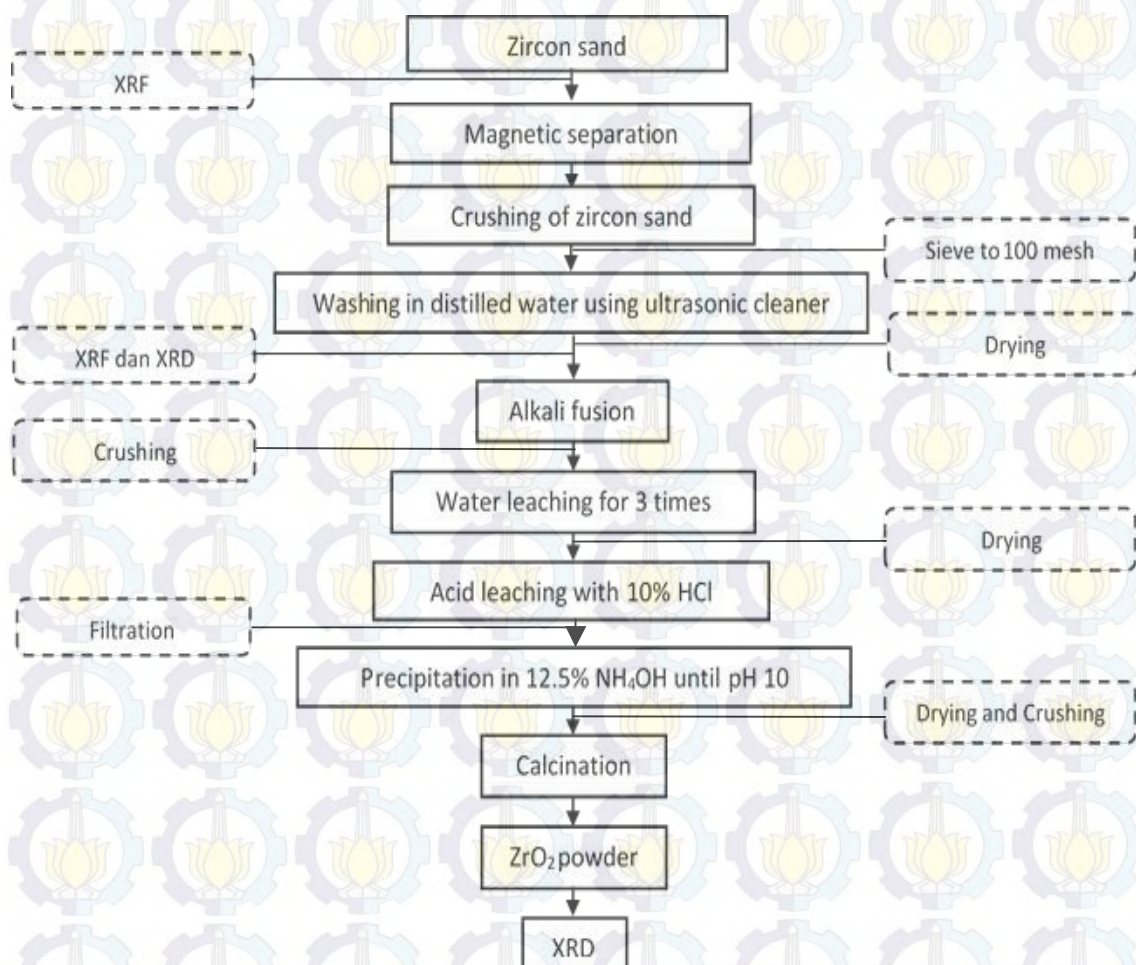 Zircon sand
XRF
Magnetic separation
Crushing of zircon sand
Sieve to 100 mesh
Washing in distilled water using ultrasonic cleaner
XRF dan XRD
Drying
Alkali fusion
Crushing
Water leaching for 3 times
Drying
Acid leaching with 10% HCl
Filtration
Precipitation in 12.5% NH₄OH until pH 10
Drying and Crushing
Calcination
ZrO₂ powder
XRD